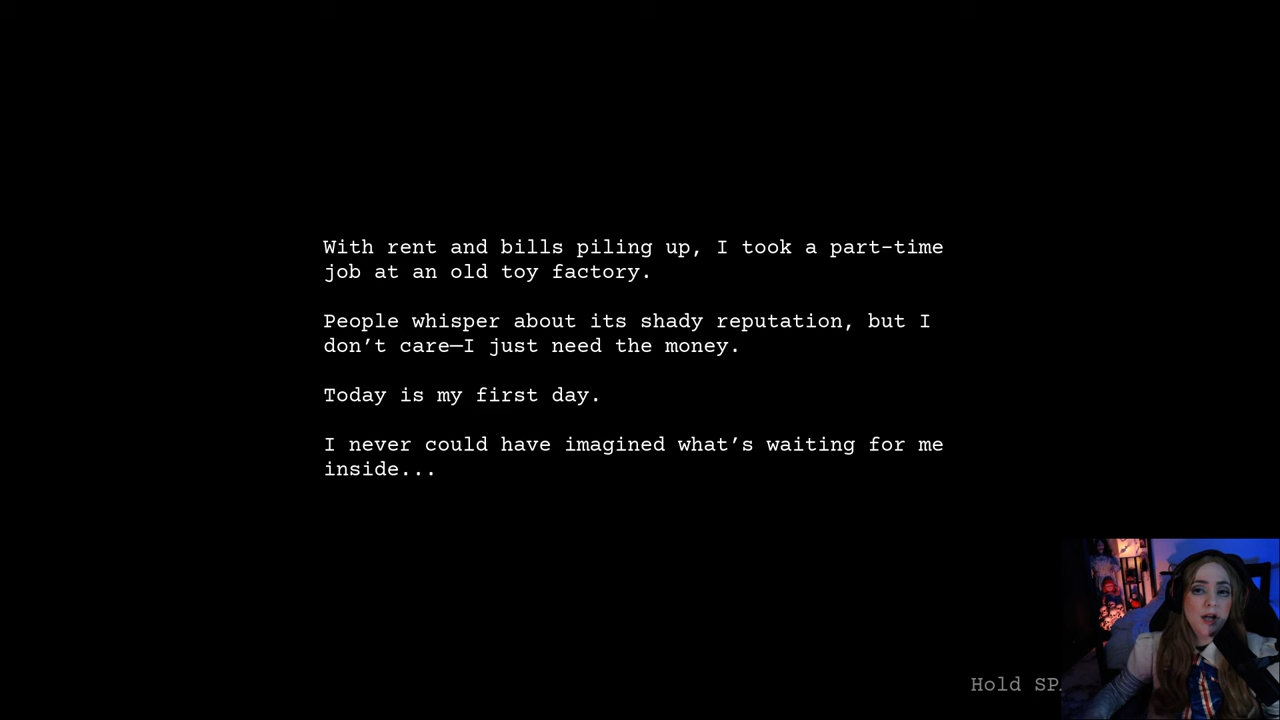 With rent and bills piling up, I took a part-time
job at an old toy factory.
People whisper about its shady reputation, but I
don’t care—I just need the money.
Today is my first day.
I never could have imagined what’s waiting for me
inside...
Hold